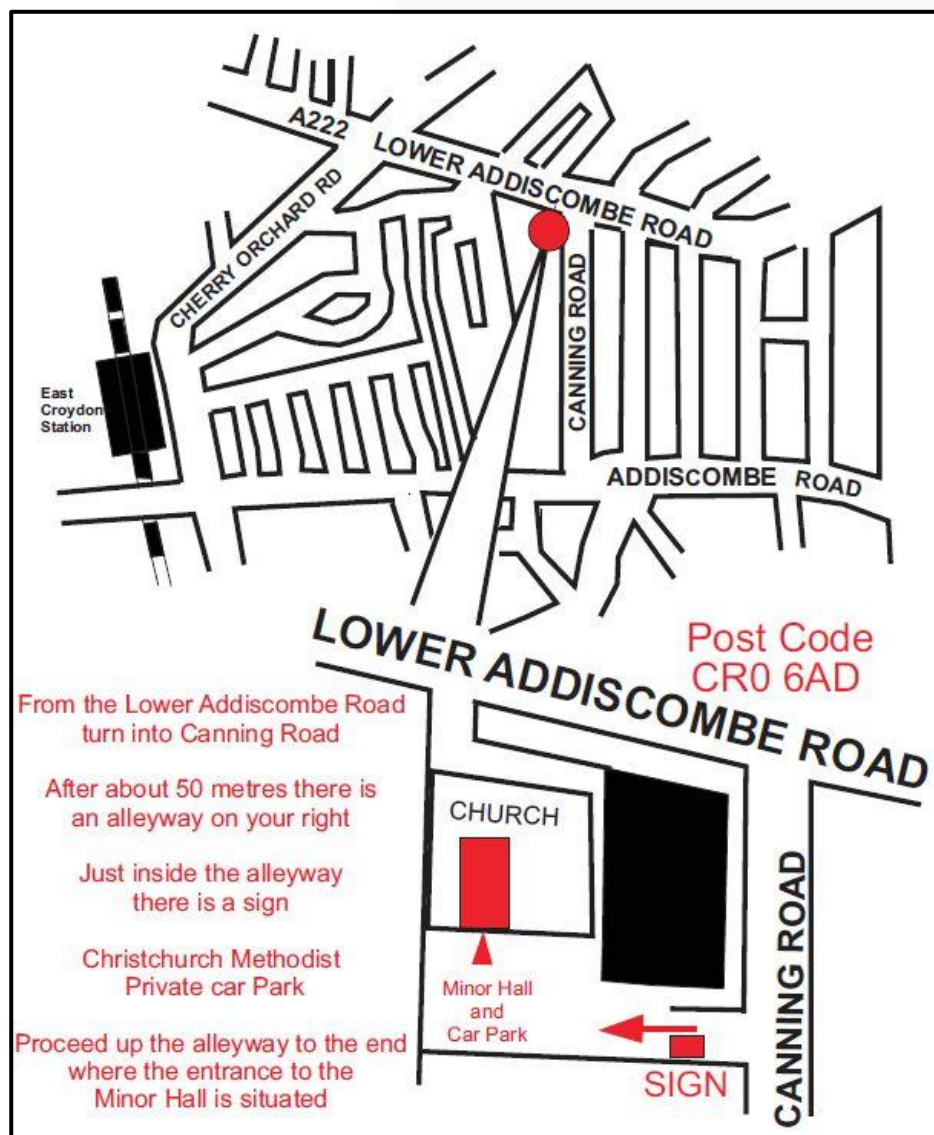 A222 LOWER ADDISCOMBE ROAD
CHERRY ORCHARD RD
CANNING ROAD
East
Croydon
Station
ADDISCOMBE ROAD
LOWER ADDISCOMBE ROAD
Post Code
CR0 6AD
From the Lower Addiscombe Road
turn into Canning Road
After about 50 metres there is
an alleyway on your right
Just inside the alleyway
there is a sign
Christchurch Methodist
Private car Park
Proceed up the alleyway to the end
where the entrance to the
Minor Hall is situated
CHURCH
Minor Hall
and
Car Park
SIGN
CANNING ROAD